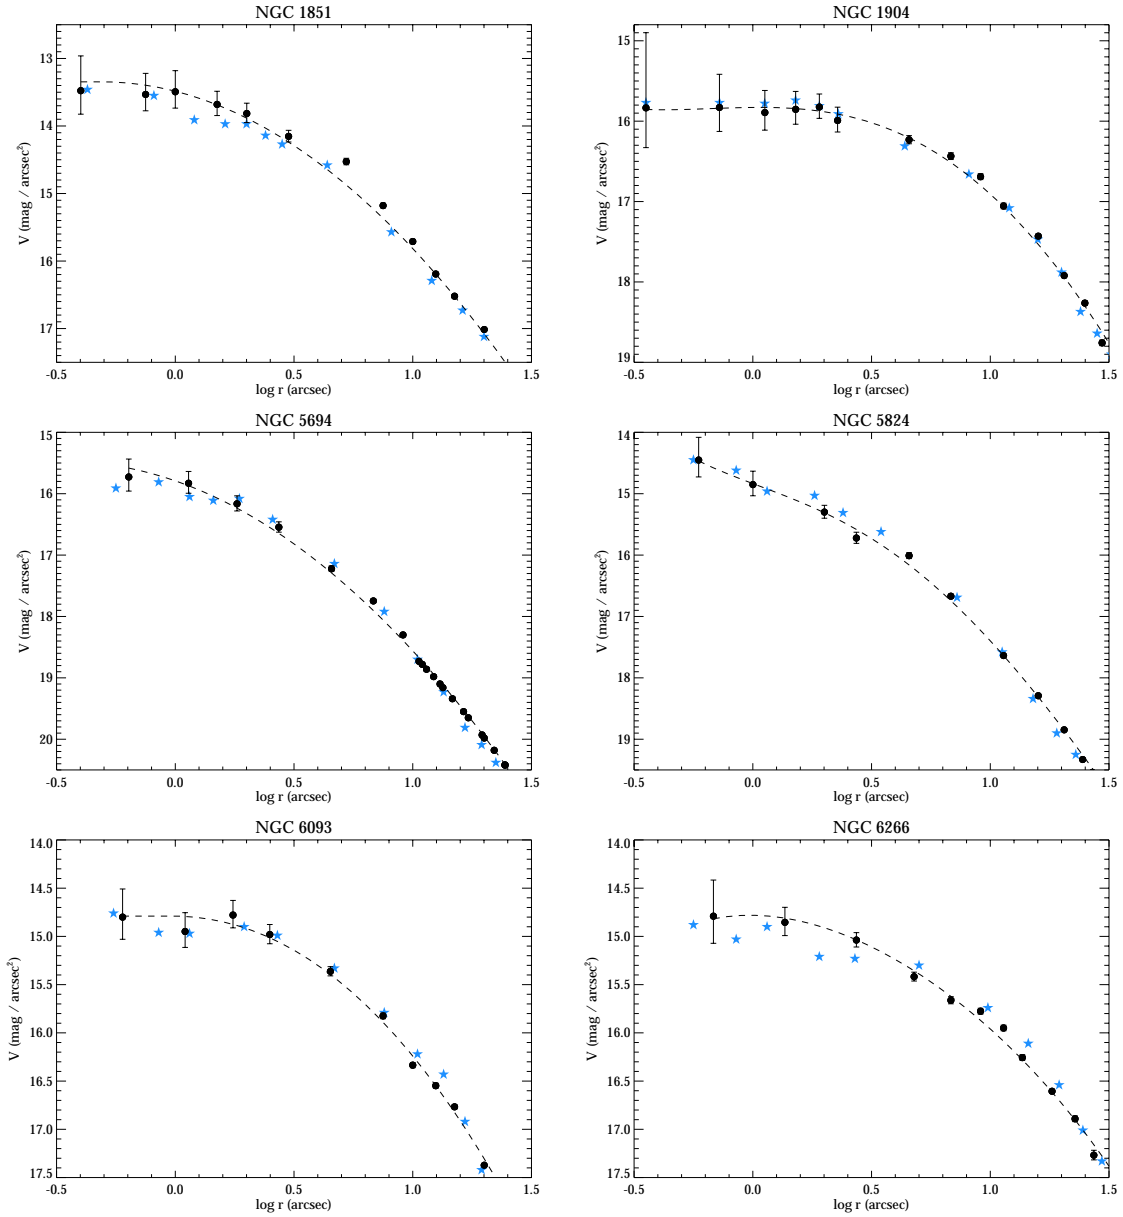 NGC 1851
13
14
15
16
17
V (mag / arcsec²)
-0.5 0.0 0.5 1.0 1.5
log r (arcsec)
NGC 1904
15
16
17
18
19
V (mag / arcsec²)
-0.5 0.0 0.5 1.0 1.5
log r (arcsec)
NGC 5694
15
16
17
18
19
20
V (mag / arcsec²)
-0.5 0.0 0.5 1.0 1.5
log r (arcsec)
NGC 5824
14
15
16
17
18
19
V (mag / arcsec²)
-0.5 0.0 0.5 1.0 1.5
log r (arcsec)
NGC 6093
14.0
14.5
15.0
15.5
16.0
16.5
17.0
17.5
V (mag / arcsec²)
-0.5 0.0 0.5 1.0 1.5
log r (arcsec)
NGC 6266
14.0
14.5
15.0
15.5
16.0
16.5
17.0
17.5
V (mag / arcsec²)
-0.5 0.0 0.5 1.0 1.5
log r (arcsec)